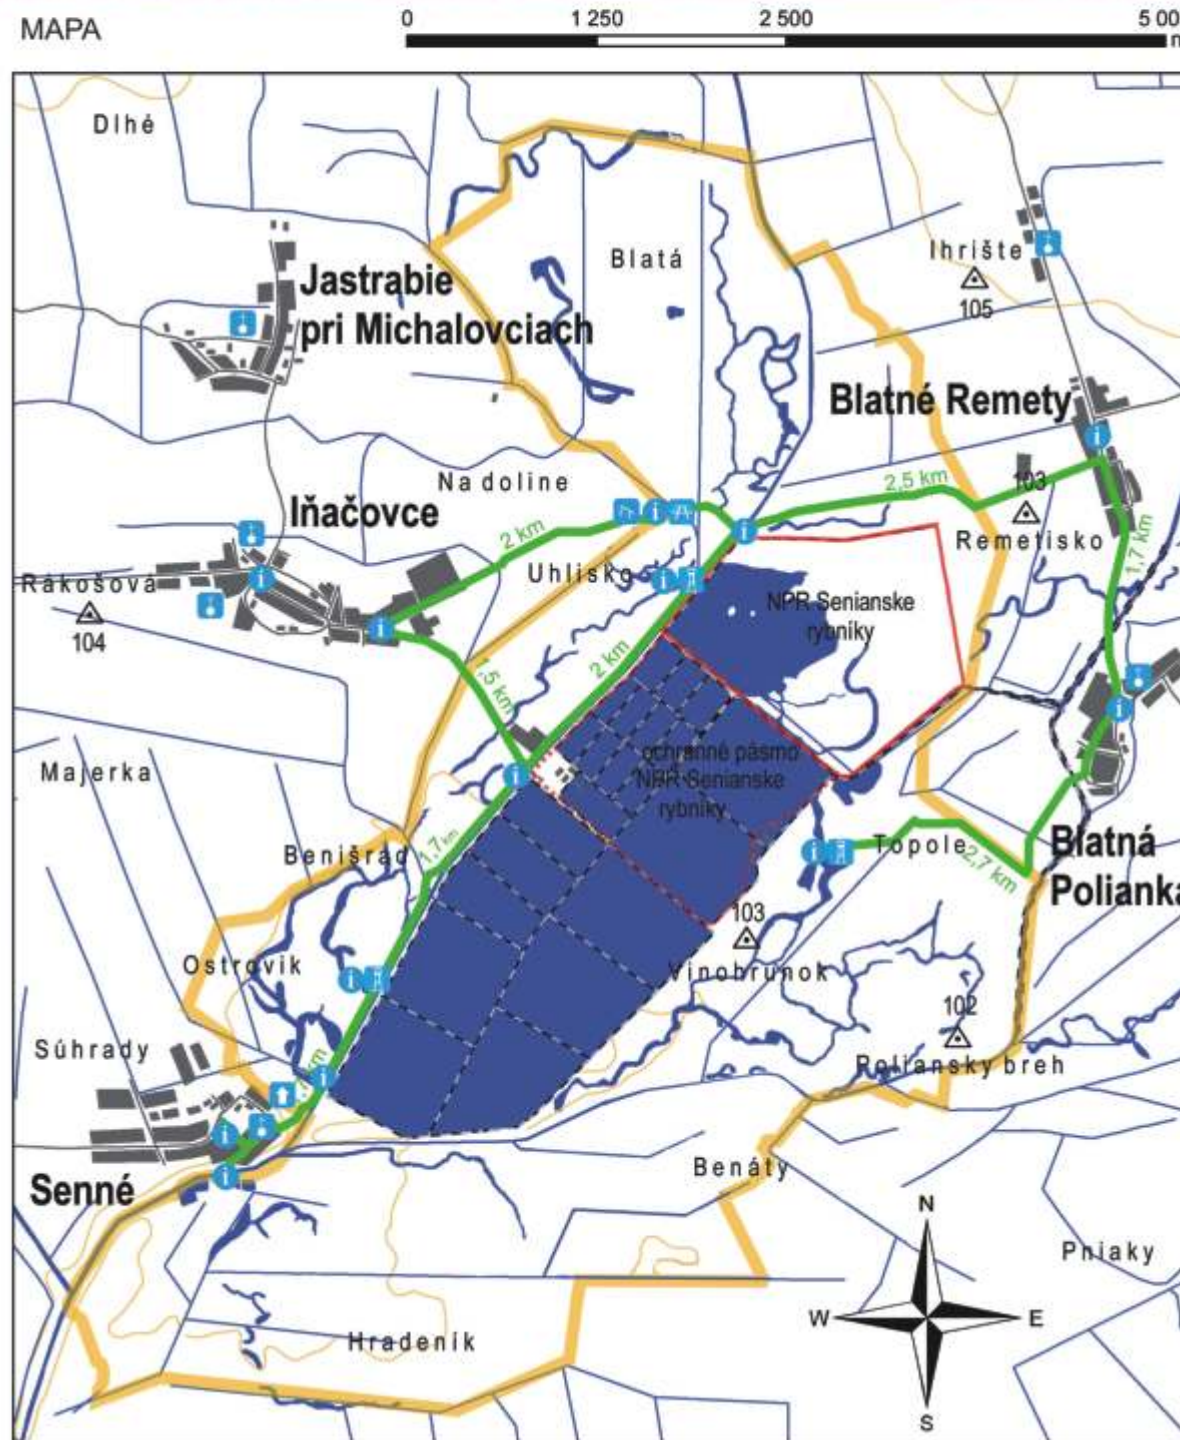 MAPA
0 1 250 2 500 5 00
Dlhé
Blatá
Ihrište
105
Jastrabie
pri Michalovciach
Blatné Remety
Na doline
2,5 km
103
Iňačovce
2 km
Remetisko
1,7 km
Uhlisko
Rákošová
104
NPR Senianske
rybníky
2 km
1,5 km
ochranné pásmo
NPR Senianske
rybníky
Majerka
Benišrad
1,7 km
Topole
2,7 km
Blatná
Polianka
103
Vinohrunok
Ostrovik
102
Poliansky breh
Súhrady
km
Senné
Benáty
N
Pniaky
W E
Hradenik
S